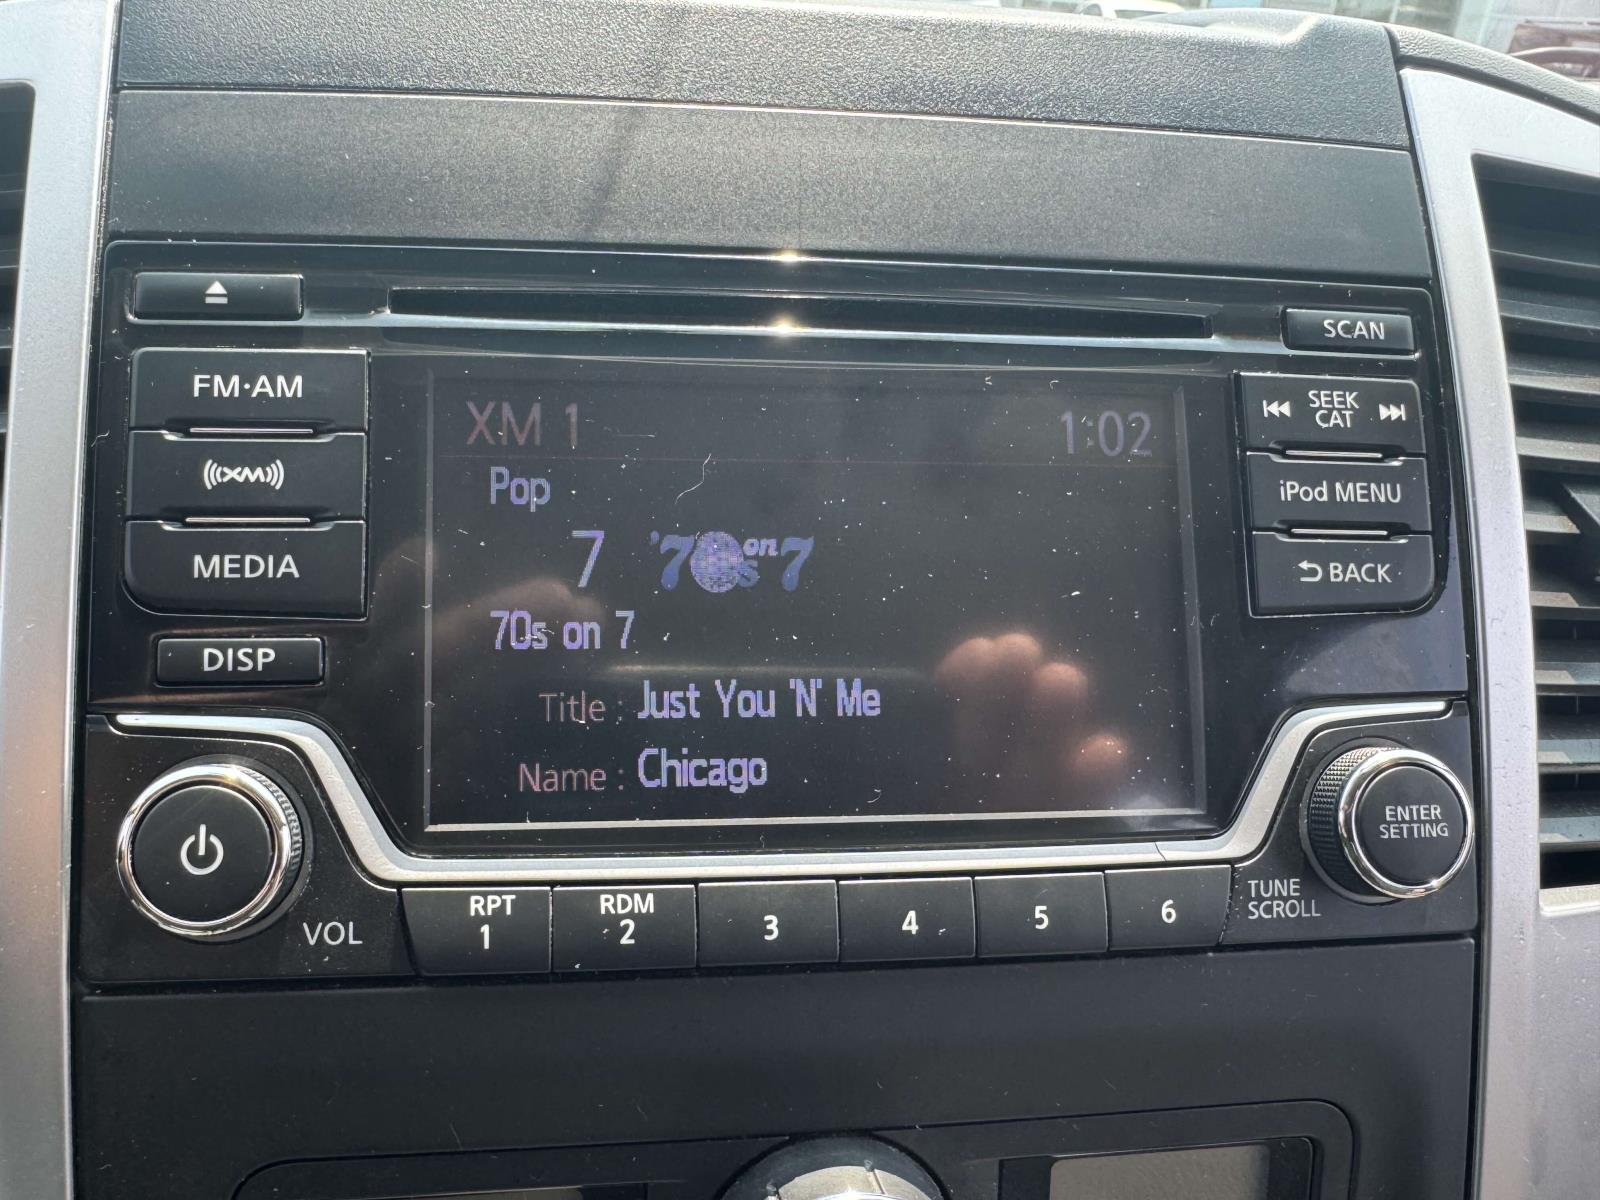 SCAN
FM·AM
SEEK
CAT
XM 1
1:02
Pop
XM
iPod MENU
7
'70s on 7
MEDIA
BACK
70s on 7
DISP
Title : Just You 'N' Me
Name : Chicago
ENTER
SETTING
VOL
RPT
1
RDM
2
3
4
5
6
TUNE
SCROLL